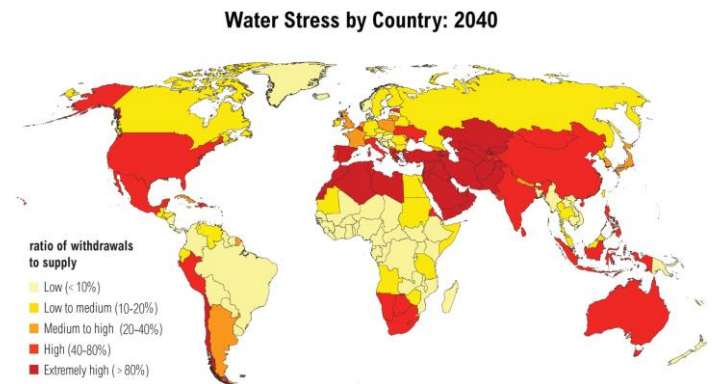 Water Stress by Country: 2040
ratio of withdrawals
to supply
Low (< 10%)
Low to medium (10-20%)
Medium to high (20-40%)
High (40-80%)
Extremely high (> 80%)